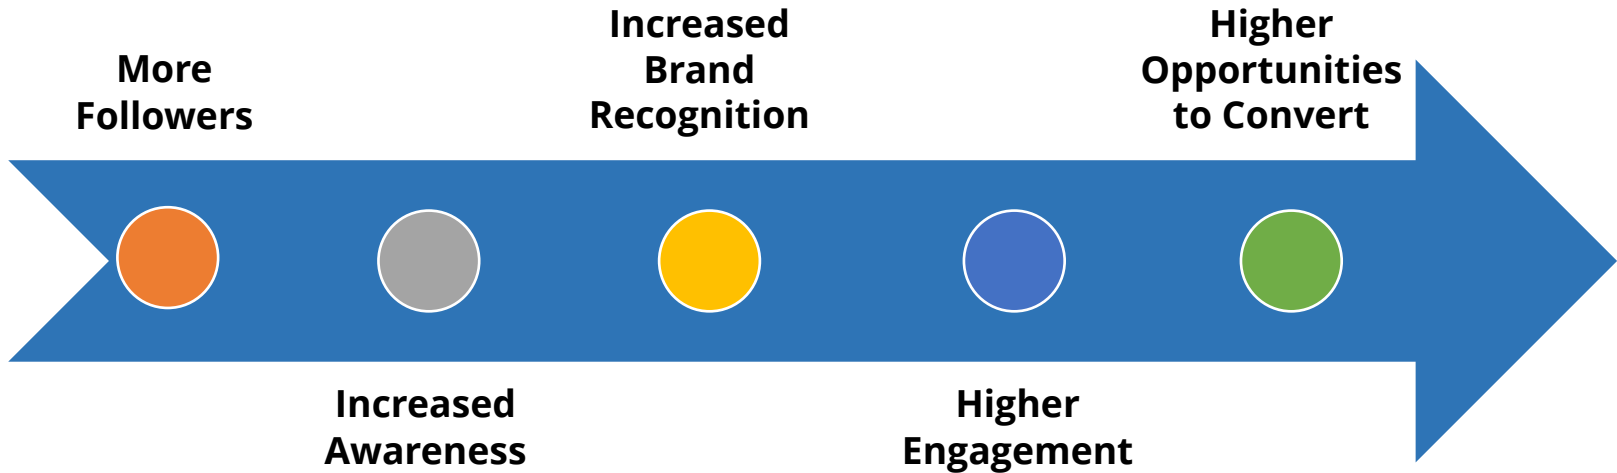 More
Followers
Increased
Awareness
Increased
Brand
Recognition
Higher
Engagement
Higher
Opportunities
to Convert